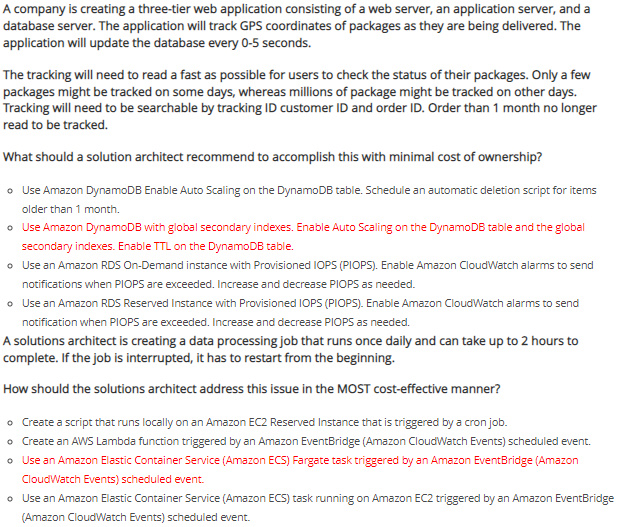 A company is creating a three-tier web application consisting of a web server, an application server, and a
database server. The application will track GPS coordinates of packages as they are being delivered. The
application will update the database every 0-5 seconds.
The tracking will need to read a fast as possible for users to check the status of their packages. Only a few
packages might be tracked on some days, whereas millions of package might be tracked on other days.
Tracking will need to be searchable by tracking ID customer ID and order ID. Order than 1 month no longer
read to be tracked.
What should a solution architect recommend to accomplish this with minimal cost of ownership?
o Use Amazon DynamoDB Enable Auto Scaling on the DynamoDB table. Schedule an automatic deletion script for items
older than 1 month.
o Use Amazon DynamoDB with global secondary indexes. Enable Auto Scaling on the DynamoDB table and the global
secondary indexes. Enable TTL on the DynamoDB table.
o Use an Amazon RDS On-Demand instance with Provisioned IOPS (PIOPS). Enable Amazon CloudWatch alarms to send
notifications when PIOPS are exceeded. Increase and decrease PIOPS as needed.
o Use an Amazon RDS Reserved Instance with Provisioned IOPS (PIOPS). Enable Amazon CloudWatch alarms to send
notification when PIOPS are exceeded. Increase and decrease PIOPS as needed.
A solutions architect is creating a data processing job that runs once daily and can take up to 2 hours to
complete. If the job is interrupted, it has to restart from the beginning.
How should the solutions architect address this issue in the MOST cost-effective manner?
o Create a script that runs locally on an Amazon EC2 Reserved Instance that is triggered by a cron job.
o Create an AWS Lambda function triggered by an Amazon EventBridge (Amazon CloudWatch Events) scheduled event.
o Use an Amazon Elastic Container Service (Amazon ECS) Fargate task triggered by an Amazon EventBridge (Amazon
CloudWatch Events) scheduled event.
o Use an Amazon Elastic Container Service (Amazon ECS) task running on Amazon EC2 triggered by an Amazon EventBridge
(Amazon CloudWatch Events) scheduled event.